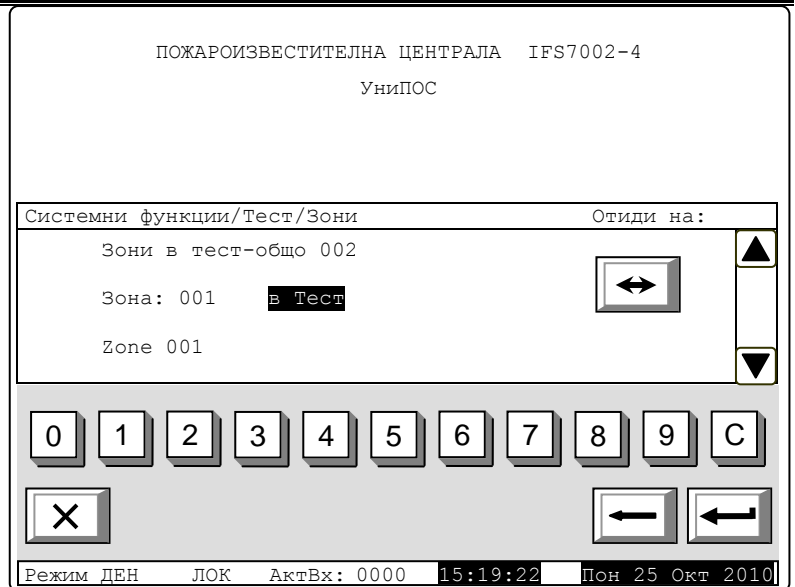 ПОЖАРОИЗВЕСТИТЕЛНА ЦЕНТРАЛА IFS7002-4
УниПОС
Системни функции/Тест/Зони Отиди на:
Зони в тест-общо 002
Зона: 001 в Тест
Zone 001
0 1 2 3 4 5 6 7 8 9 C
Режим ДЕН ЛОК АктВх: 0000 15:19:22 Пон 25 Окт 2010